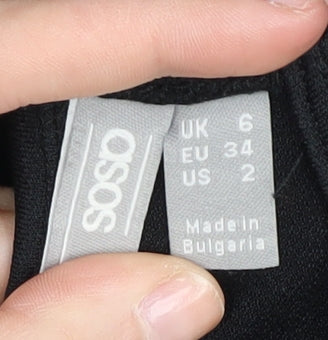 asos
UK 6
EU 34
US 2
Made in
Bulgaria